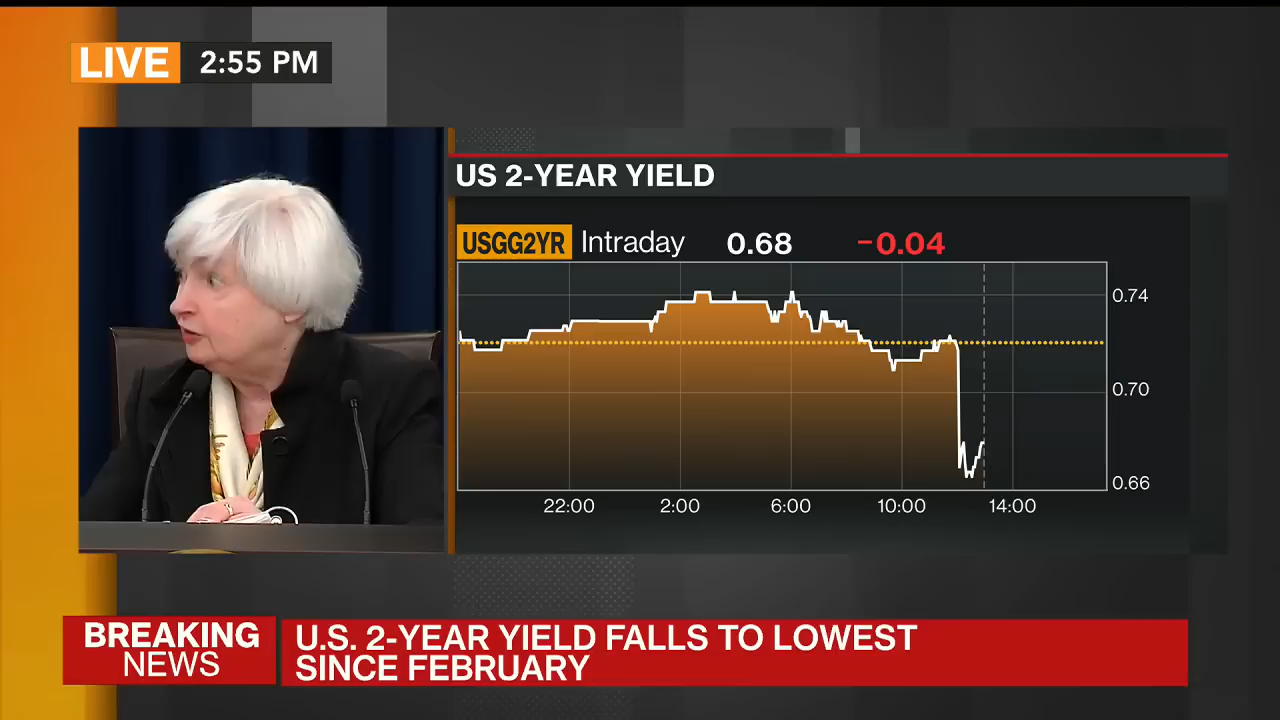 LIVE 2:55 PM
US 2-YEAR YIELD
USGG2YR Intraday 0.68 −0.04
0.74
0.70
0.66
22:00 2:00 6:00 10:00 14:00
BREAKING
NEWS
U.S. 2-YEAR YIELD FALLS TO LOWEST
SINCE FEBRUARY